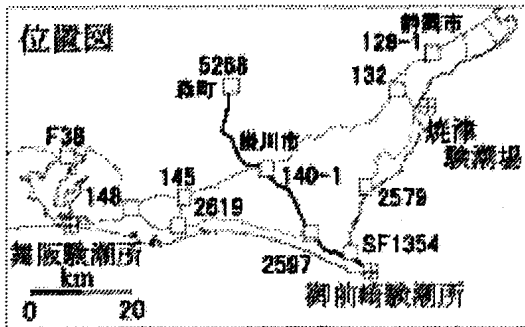 位置図
静岡市
129-1
132
5268
森町
掛川市
焼津
験潮場
F38
140-1
145
148
2619
2579
舞阪験潮所
SF1354
2597
km
御前崎験潮所
0 20